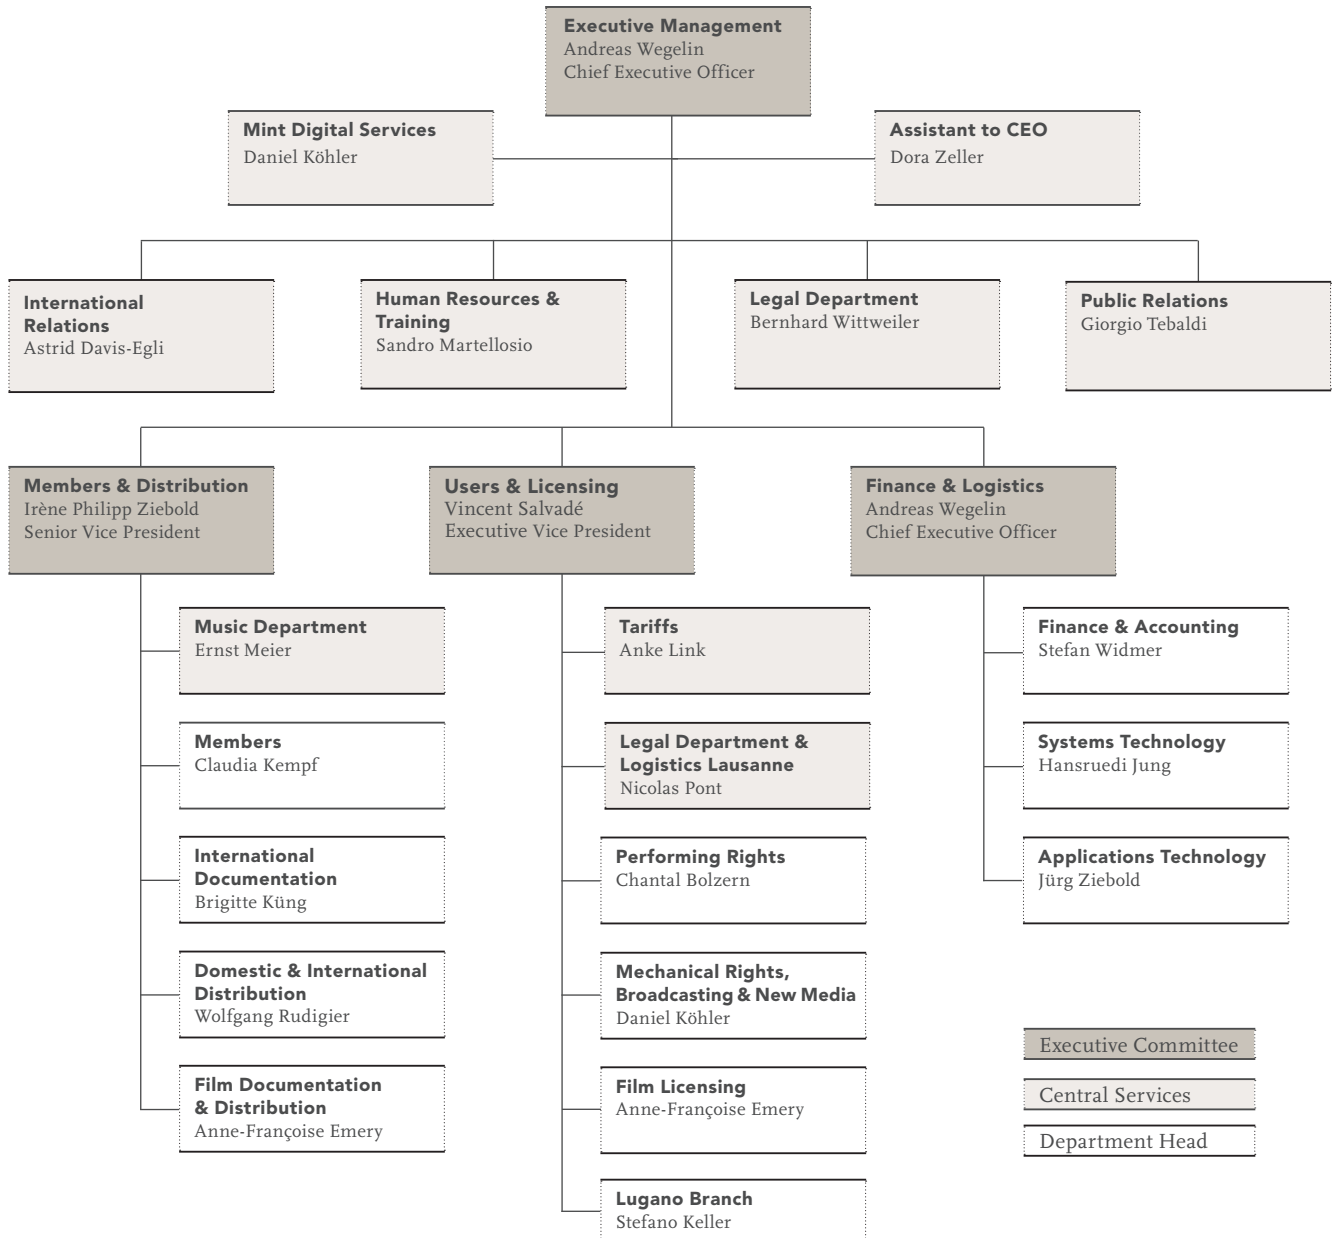 Executive Management
Andreas Wegelin
Chief Executive Officer
Mint Digital Services
Daniel Köhler
Assistant to CEO
Dora Zeller
International
Relations
Astrid Davis-Egli
Human Resources &
Training
Sandro Martellosio
Legal Department
Bernhard Wittweiler
Public Relations
Giorgio Tebaldi
Members & Distribution
Irène Philipp Ziebold
Senior Vice President
Users & Licensing
Vincent Salvadé
Executive Vice President
Finance & Logistics
Andreas Wegelin
Chief Executive Officer
Music Department
Ernst Meier
Members
Claudia Kempf
International
Documentation
Brigitte Küng
Domestic & International
Distribution
Wolfgang Rudigier
Film Documentation
& Distribution
Anne-Françoise Emery
Tariffs
Anke Link
Legal Department &
Logistics Lausanne
Nicolas Pont
Performing Rights
Chantal Bolzern
Mechanical Rights,
Broadcasting & New Media
Daniel Köhler
Film Licensing
Anne-Françoise Emery
Lugano Branch
Stefano Keller
Finance & Accounting
Stefan Widmer
Systems Technology
Hansruedi Jung
Applications Technology
Jürg Ziebold
Executive Committee
Central Services
Department Head